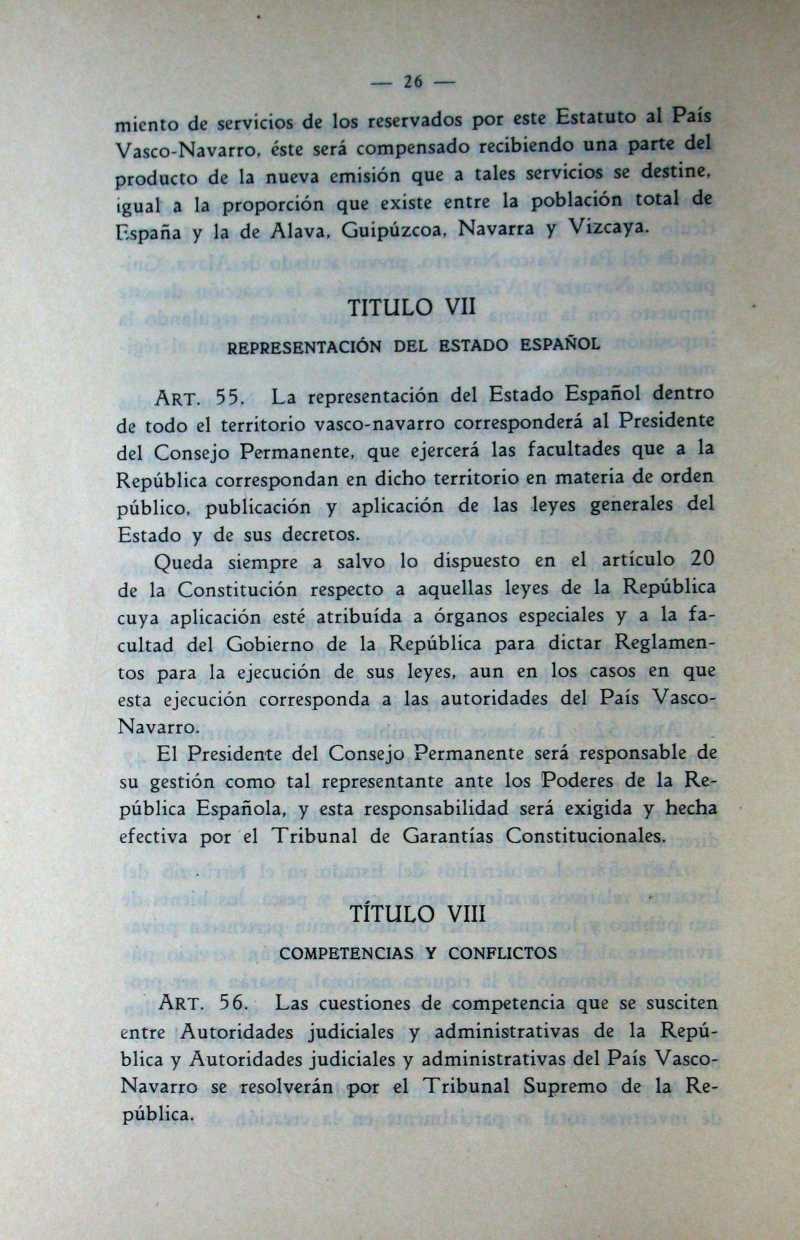 — 26 —
miento de servicios de los reservados por este Estatuto al País
Vasco-Navarro, éste será compensado recibiendo una parte del
producto de la nueva emisión que a tales servicios se destine,
igual a la proporción que existe entre la población total de
España y la de Alava, Guipúzcoa, Navarra y Vizcaya.
TITULO VII
REPRESENTACIÓN DEL ESTADO ESPAÑOL
ART. 55. La representación del Estado Español dentro
de todo el territorio vasco-navarro corresponderá al Presidente
del Consejo Permanente, que ejercerá las facultades que a la
República correspondan en dicho territorio en materia de orden
público, publicación y aplicación de las leyes generales del
Estado y de sus decretos.
Queda siempre a salvo lo dispuesto en el artículo 20
de la Constitución respecto a aquellas leyes de la República
cuya aplicación esté atribuída a órganos especiales y a la fa-
cultad del Gobierno de la República para dictar Reglamen-
tos para la ejecución de sus leyes, aun en los casos en que
esta ejecución corresponda a las autoridades del País Vasco-
Navarro.
El Presidente del Consejo Permanente será responsable de
su gestión como tal representante ante los Poderes de la Re-
pública Española, y esta responsabilidad será exigida y hecha
efectiva por el Tribunal de Garantías Constitucionales.
TÍTULO VIII
COMPETENCIAS Y CONFLICTOS
ART. 56. Las cuestiones de competencia que se susciten
entre Autoridades judiciales y administrativas de la Repú-
blica y Autoridades judiciales y administrativas del País Vasco-
Navarro se resolverán por el Tribunal Supremo de la Re-
pública.